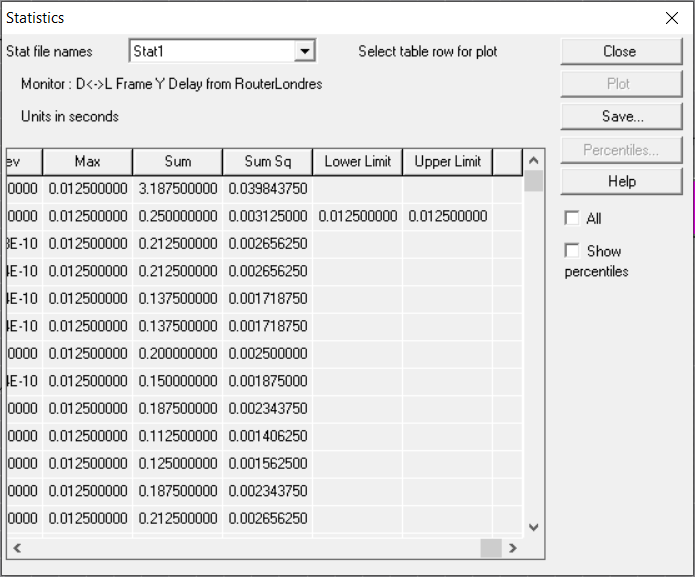 Statistics
Stat file names Stat1 Select table row for plot Close
Monitor : D<->L Frame Y Delay from RouterLondres Plot
Units in seconds Save...
Percentiles...
Help
All
Show
percentiles
ev Max Sum Sum Sq Lower Limit Upper Limit
0000 0.012500000 3.187500000 0.039843750
0000 0.012500000 0.250000000 0.003125000 0.012500000 0.012500000
E-10 0.012500000 0.212500000 0.002656250
4E-10 0.012500000 0.212500000 0.002656250
4E-10 0.012500000 0.137500000 0.001718750
4E-10 0.012500000 0.137500000 0.001718750
0000 0.012500000 0.200000000 0.002500000
4E-10 0.012500000 0.150000000 0.001875000
0000 0.012500000 0.187500000 0.002343750
0000 0.012500000 0.112500000 0.001406250
0000 0.012500000 0.125000000 0.001562500
0000 0.012500000 0.187500000 0.002343750
0000 0.012500000 0.212500000 0.002656250